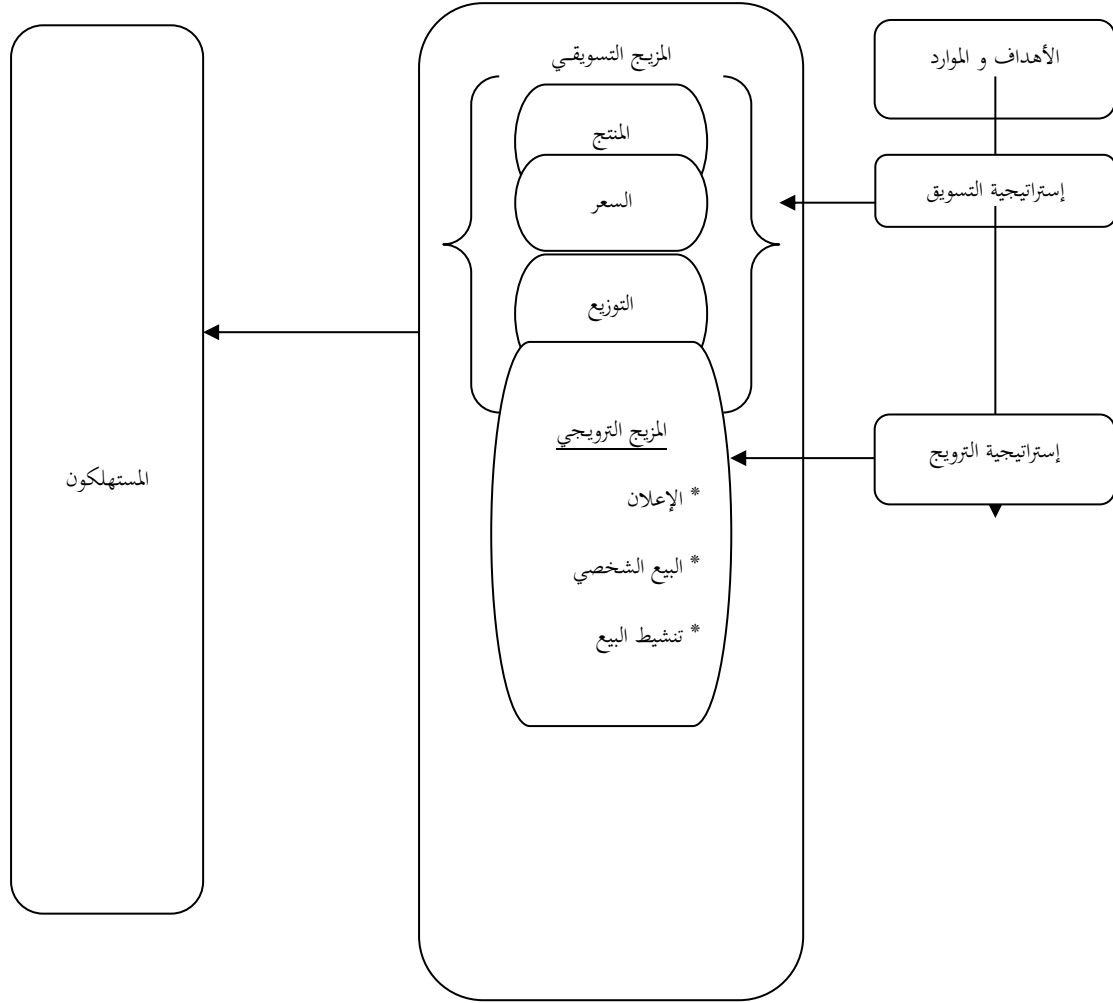 الأهداف و الموارد
إستراتيجية التسويق
إستراتيجية الترويج
المزيج التسويقي
المنتج
السعر
التوزيع
المزيج الترويجي
* الإعلان
* البيع الشخصي
* تنشيط البيع
المستهلكون